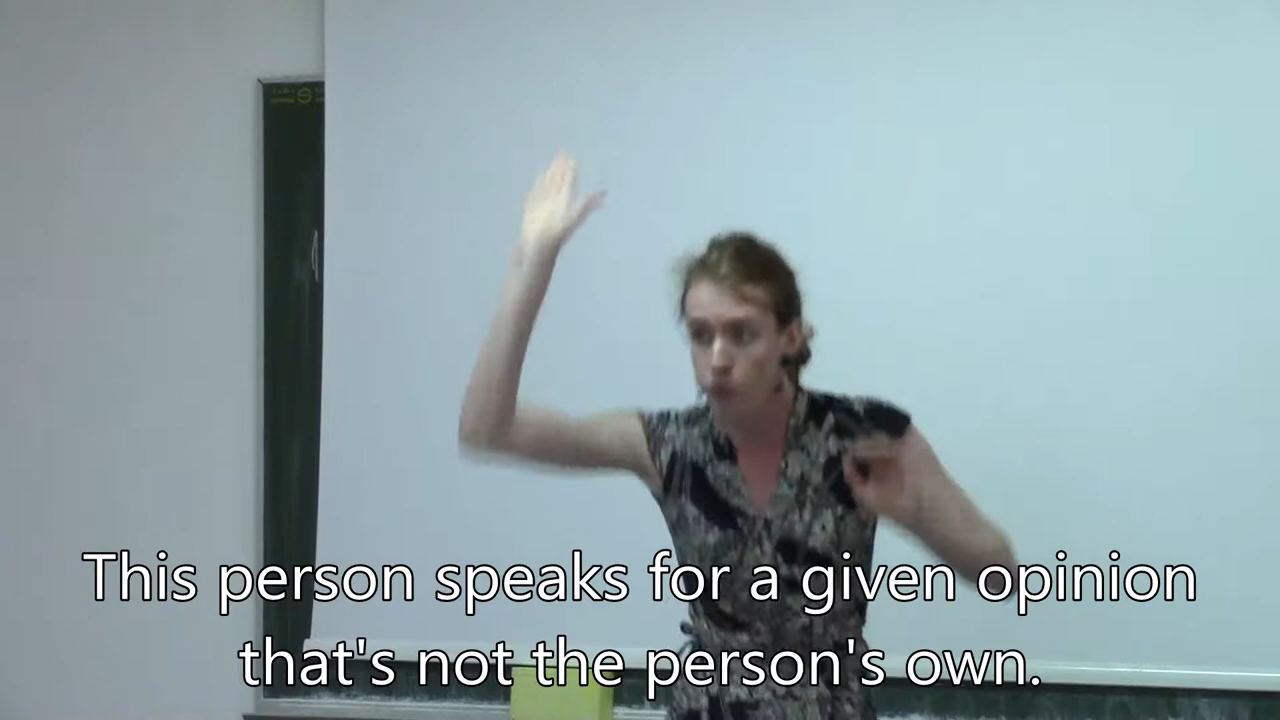 This person speaks for a given opinion
that's not the person's own.